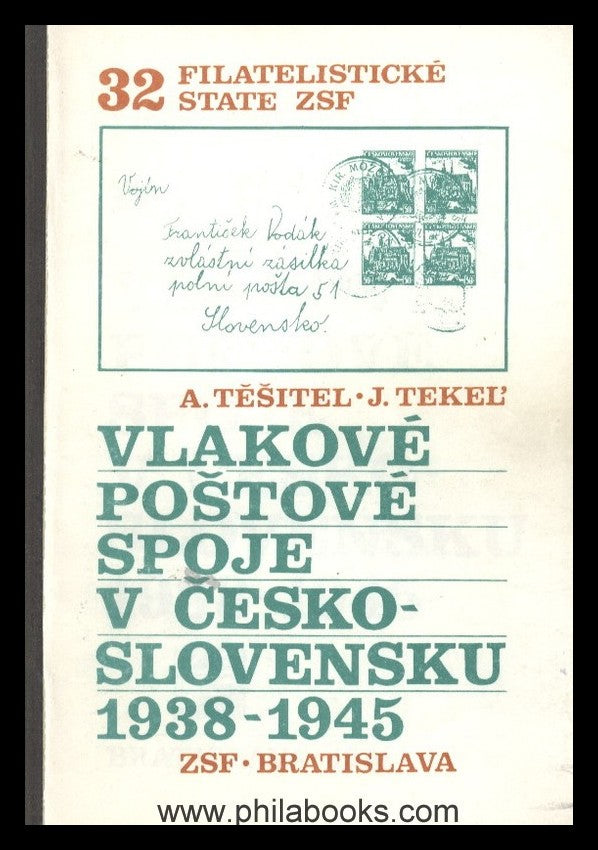 32 FILATELISTICKÉ
STATE ZSF
Vojín
František Vodák
zvláštní zásilka
polní pošta 51
Slovensko.
A. TĚŠITEL · J. TEKEĽ
VLAKOVÉ
POŠTOVÉ
SPOJE
V ČESKO-
SLOVENSKU
1938-1945
ZSF · BRATISLAVA
www.philabooks.com